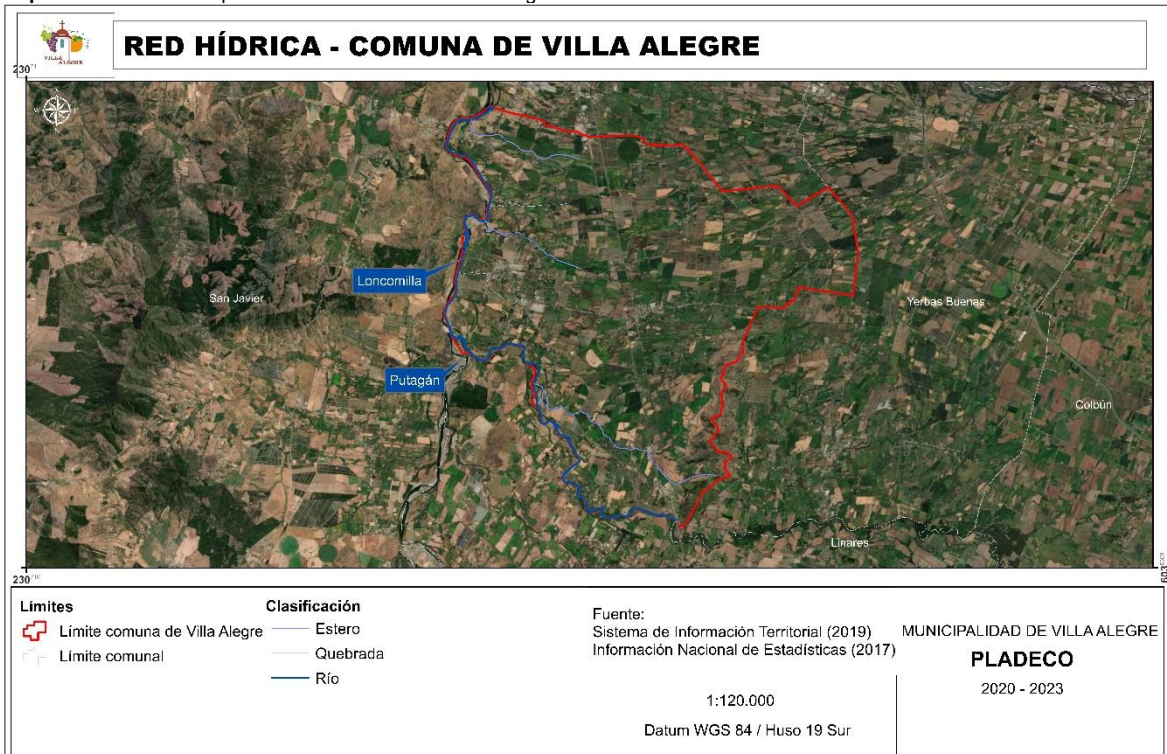 RED HÍDRICA - COMUNA DE VILLA ALEGRE
VILLA
ALEGRE
Loncomilla
San Javier
Yerbas Buenas
Putagán
Colbún
Linares
Límites
Límite comuna de Villa Alegre
Límite comunal
Clasificación
Estero
Quebrada
Río
Fuente:
Sistema de Información Territorial (2019)
Información Nacional de Estadísticas (2017)
1:120.000
Datum WGS 84 / Huso 19 Sur
MUNICIPALIDAD DE VILLA ALEGRE
PLADECO
2020 - 2023